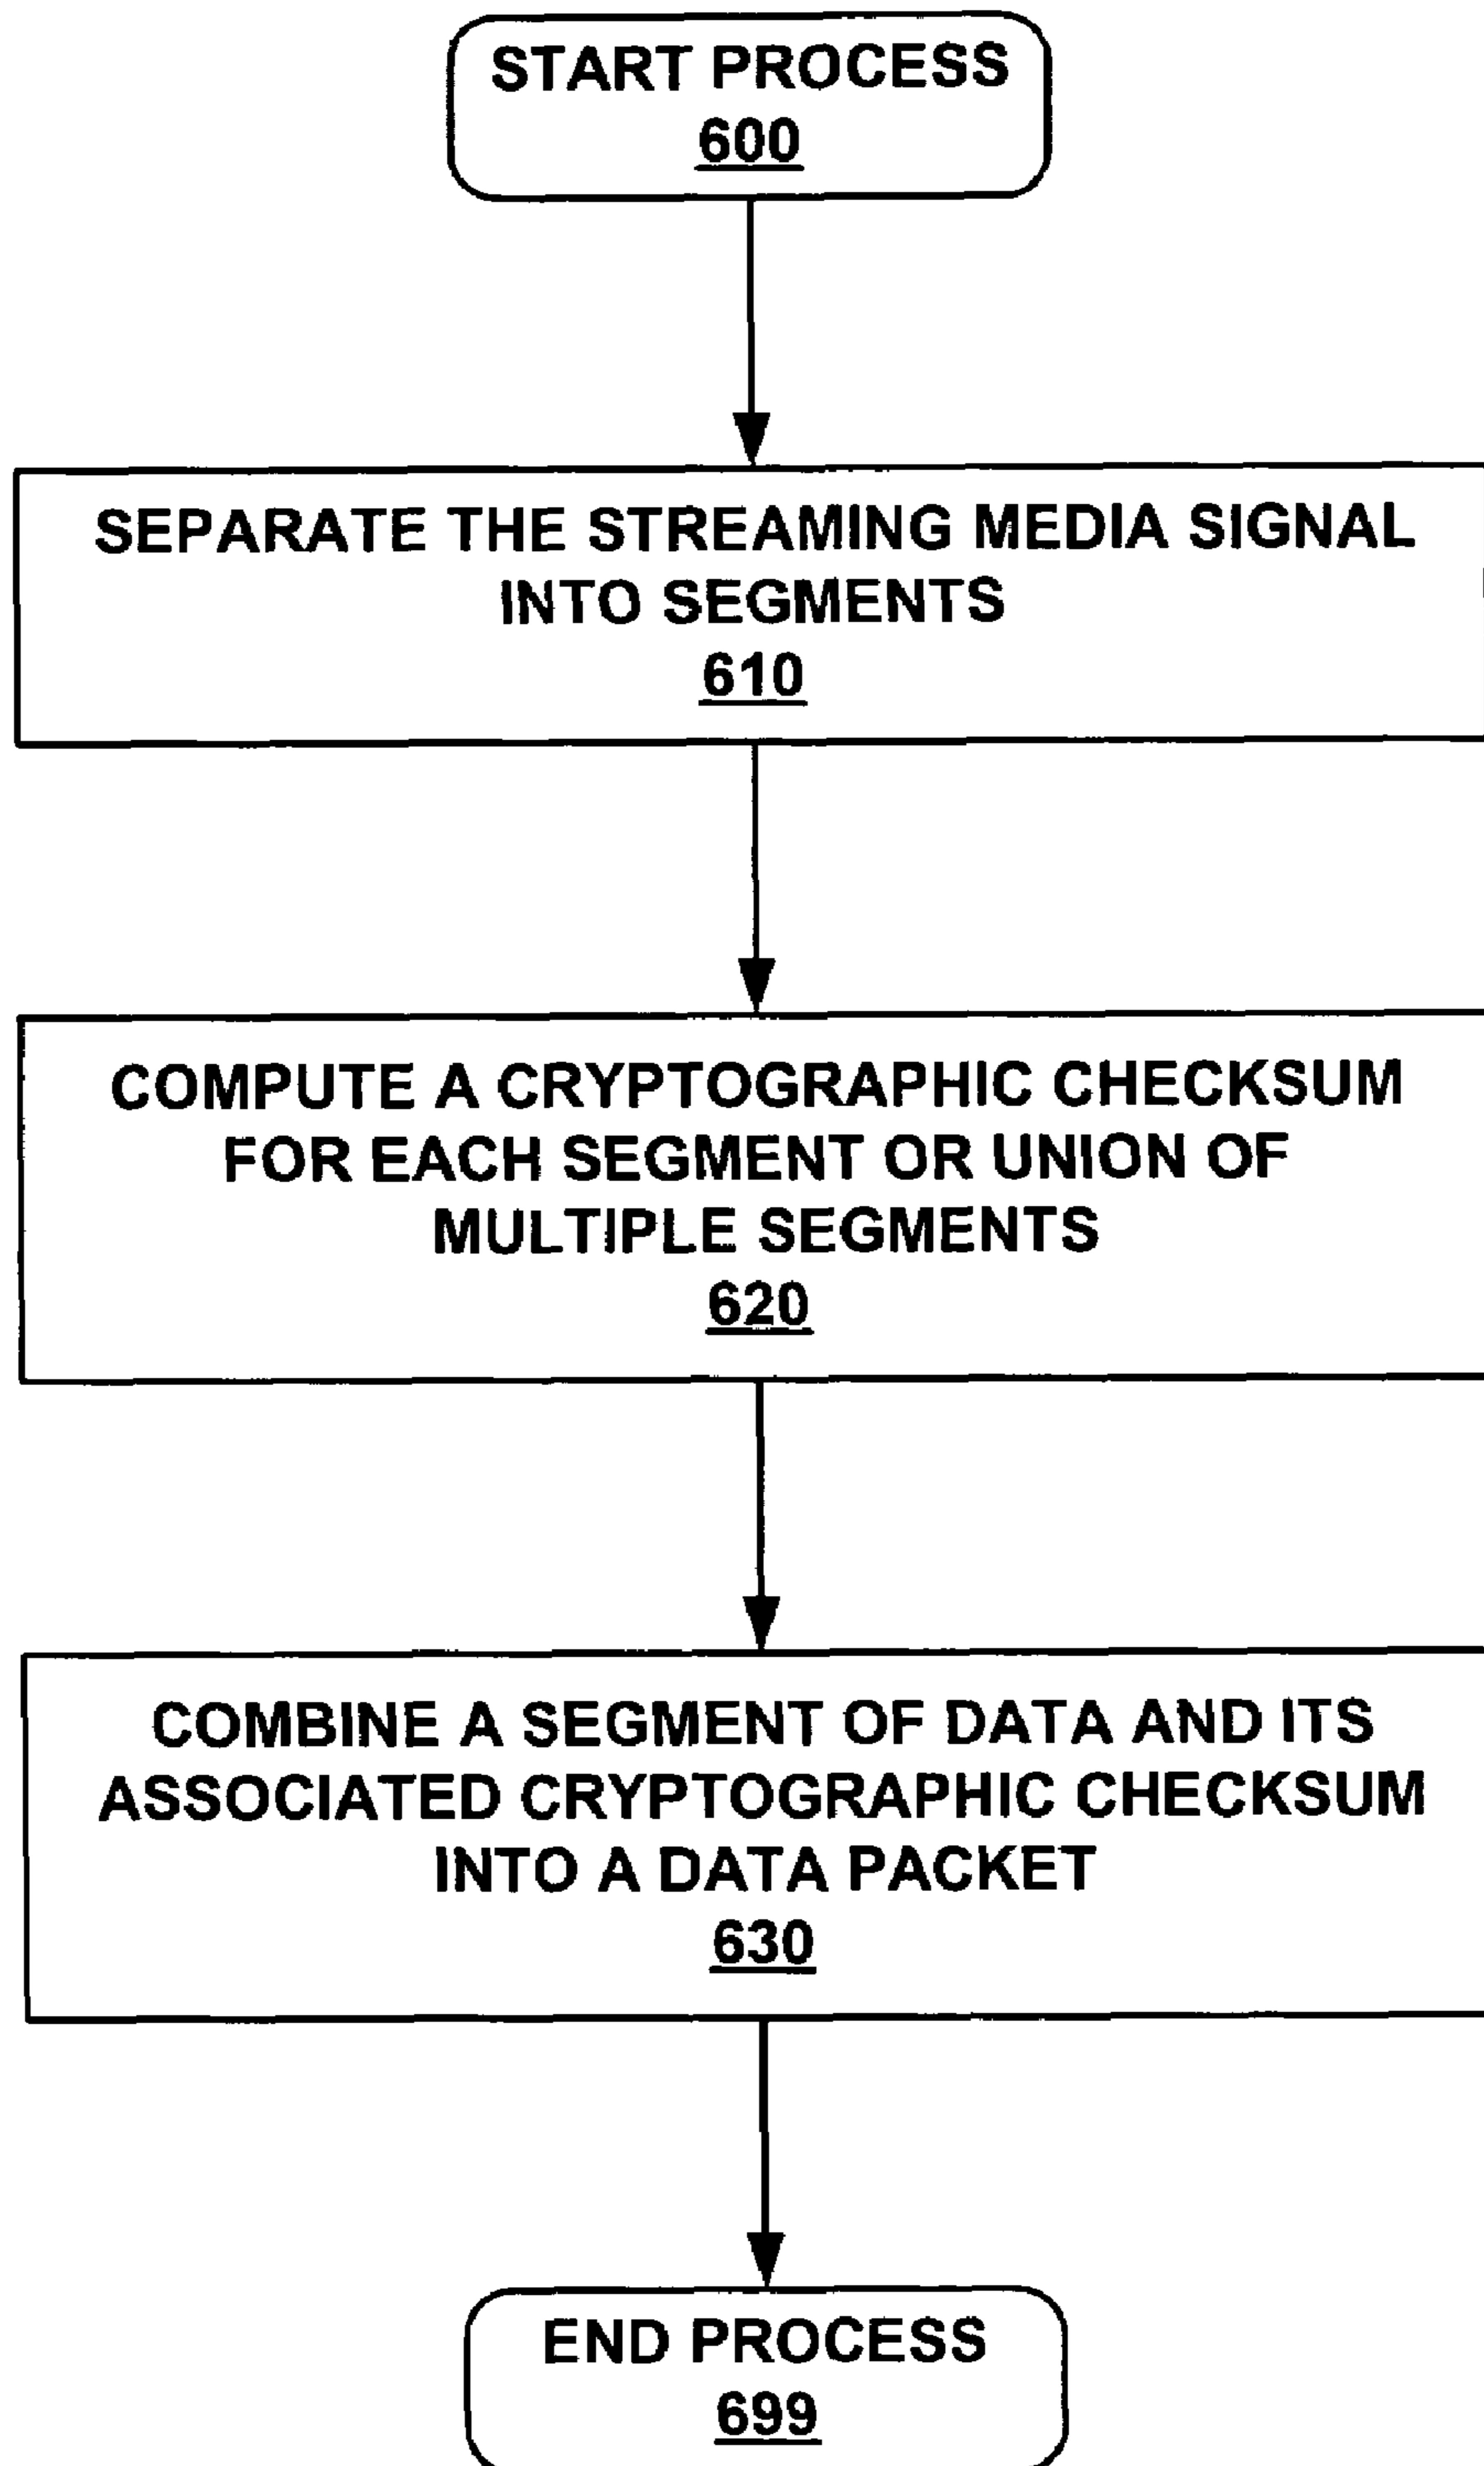 START PROCESS
600
SEPARATE THE STREAMING MEDIA SIGNAL
INTO SEGMENTS
610
COMPUTE A CRYPTOGRAPHIC CHECKSUM
FOR EACH SEGMENT OR UNION OF
MULTIPLE SEGMENTS
620
COMBINE A SEGMENT OF DATA AND ITS
ASSOCIATED CRYPTOGRAPHIC CHECKSUM
INTO A DATA PACKET
630
END PROCESS
699